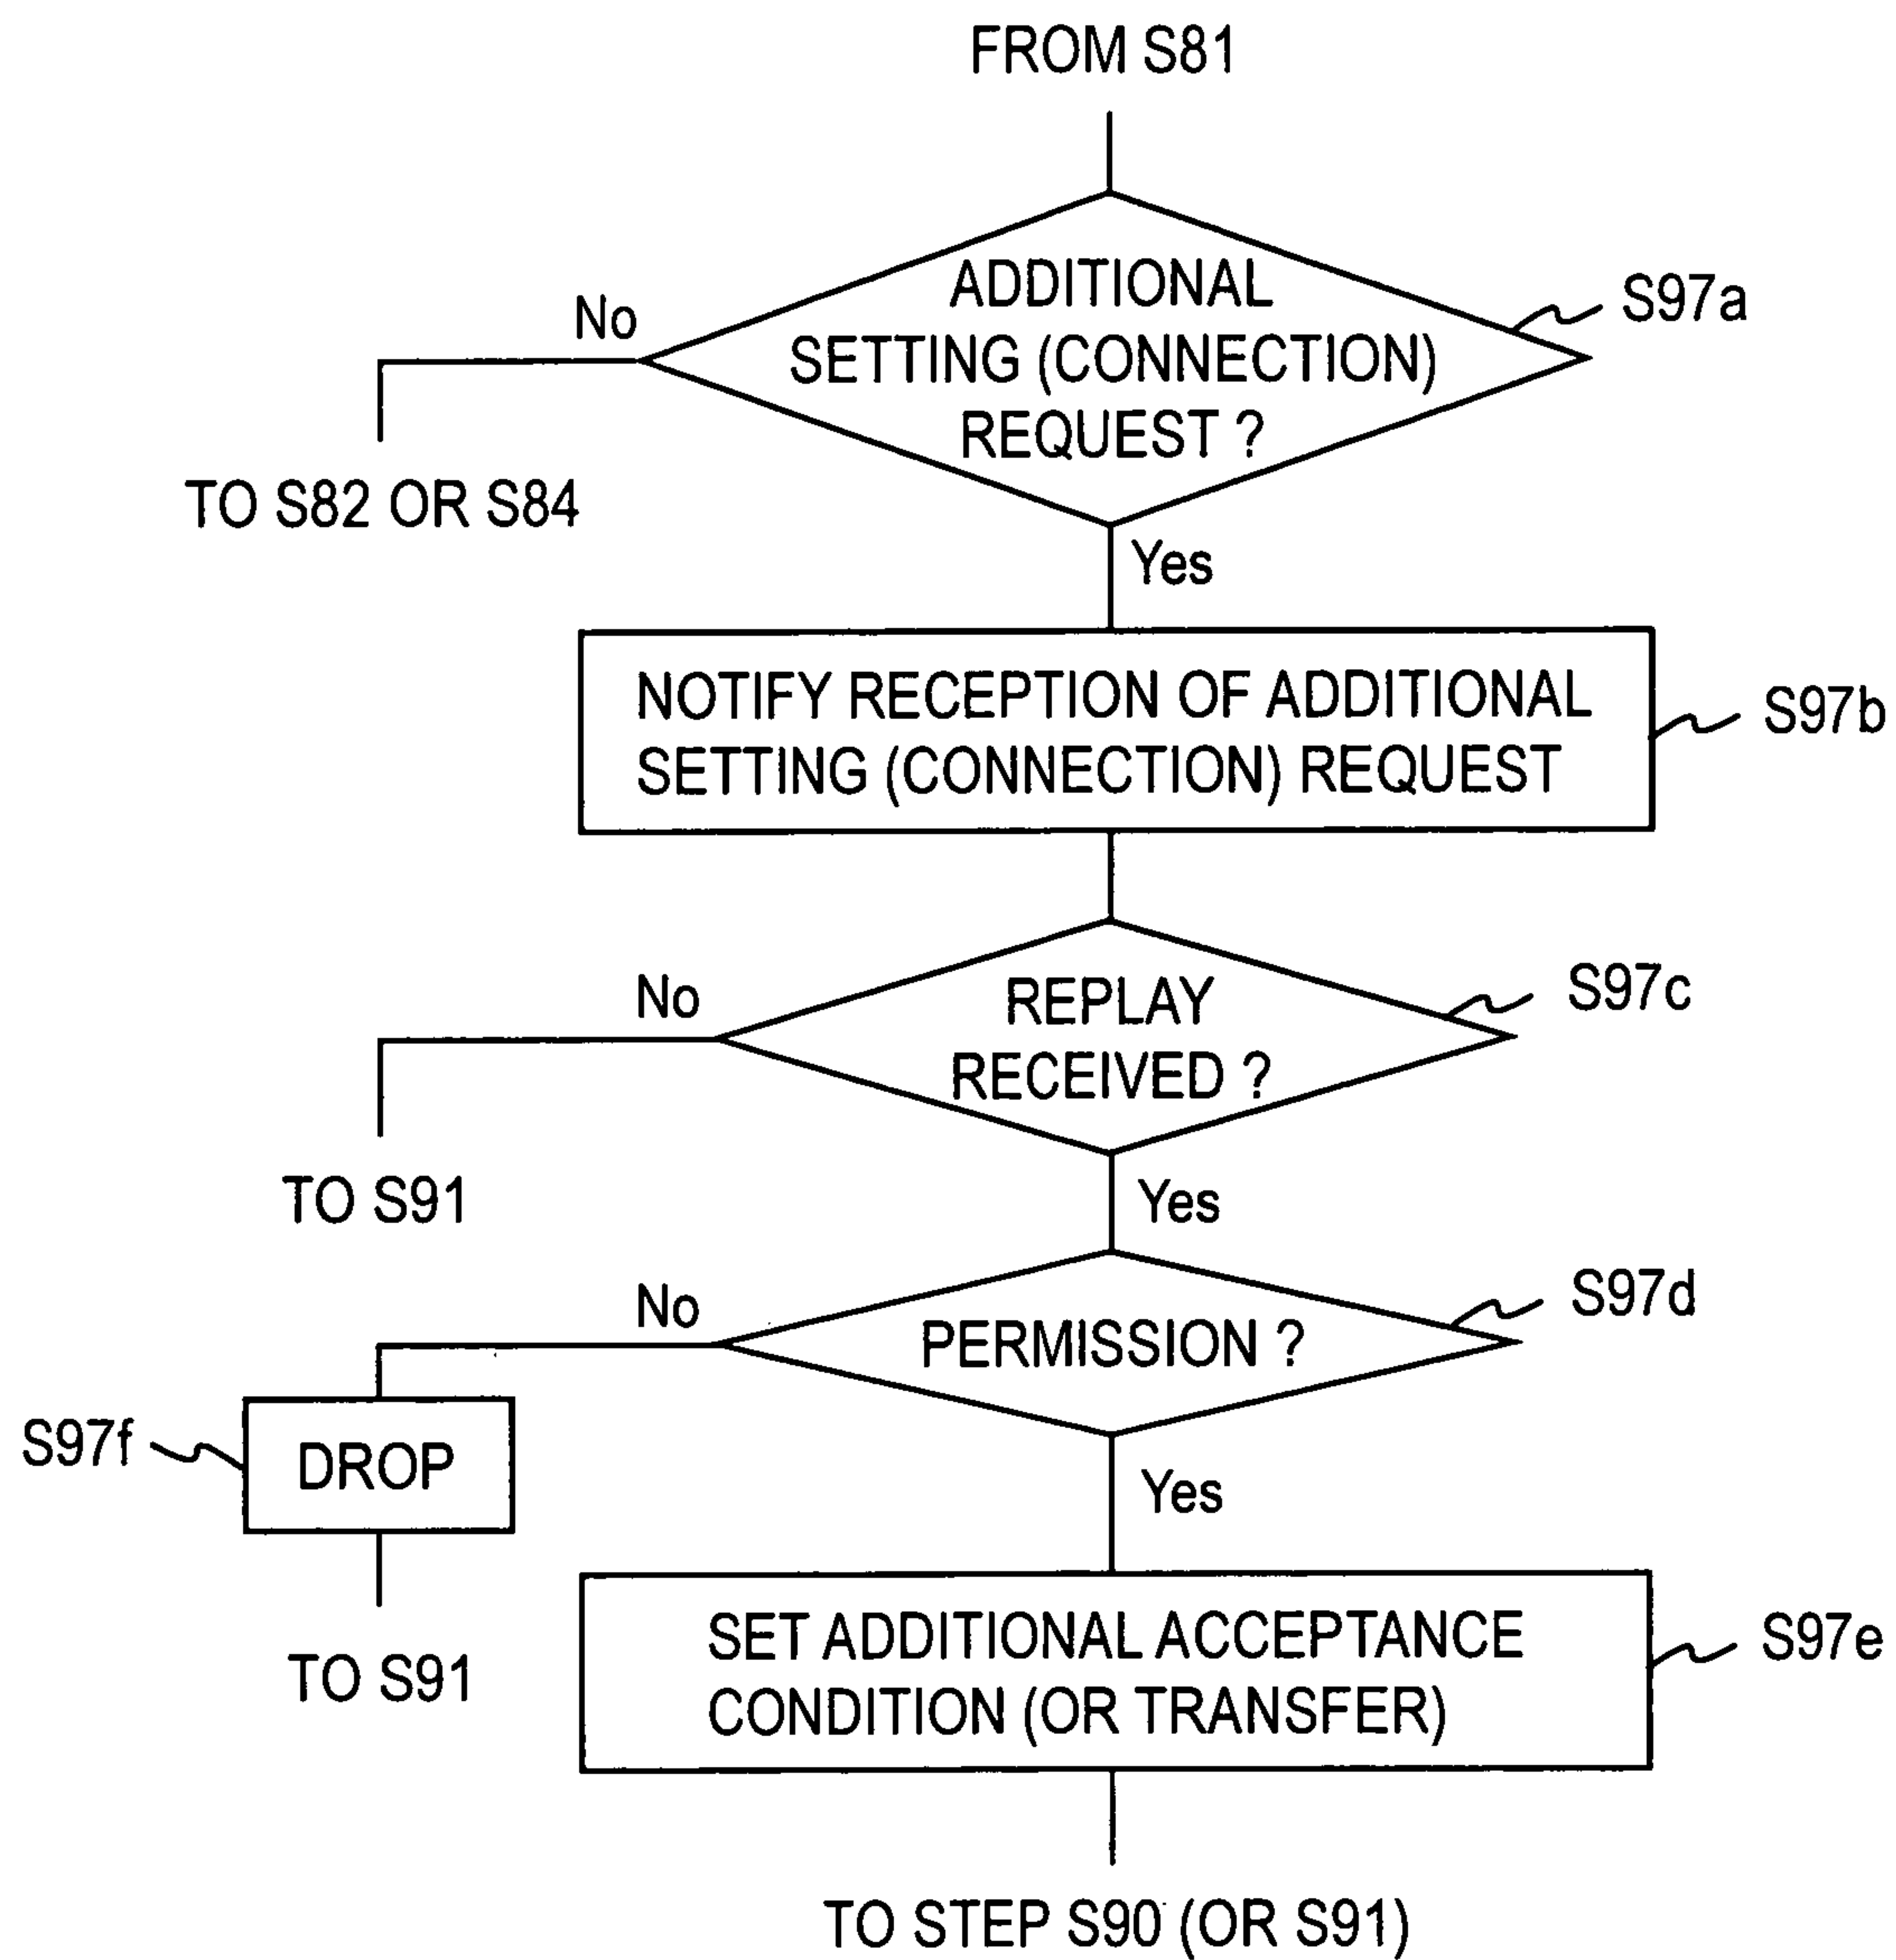 FROM S81
ADDITIONAL
SETTING (CONNECTION)
REQUEST ?
S97a
No
TO S82 OR S84
Yes
NOTIFY RECEPTION OF ADDITIONAL
SETTING (CONNECTION) REQUEST
S97b
REPLAY
RECEIVED ?
S97c
No
TO S91
Yes
PERMISSION ?
S97d
No
S97f
DROP
TO S91
Yes
SET ADDITIONAL ACCEPTANCE
CONDITION (OR TRANSFER)
S97e
TO STEP S90 (OR S91)